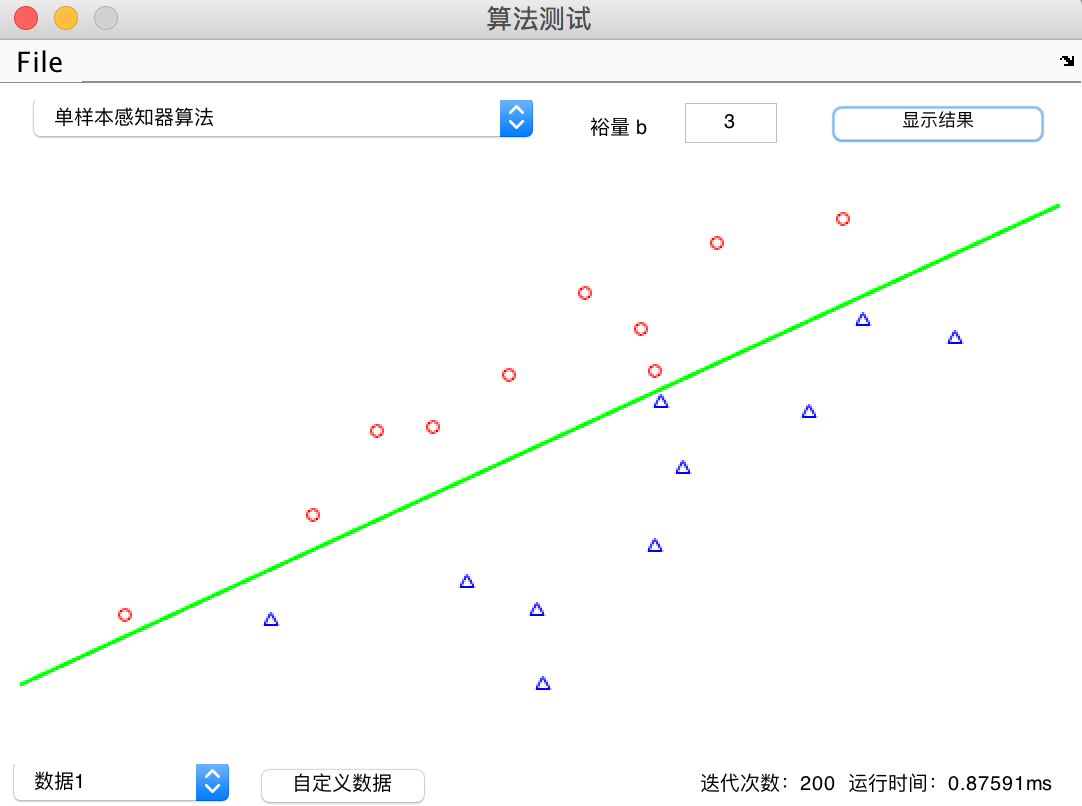 算法测试
File
单样本感知器算法
裕量 b
3
显示结果
数据1
自定义数据
迭代次数：200 运行时间：0.87591ms